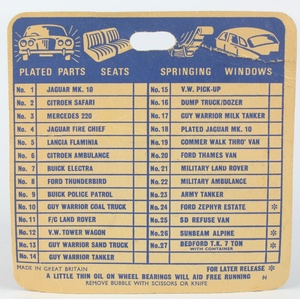 PLATED PARTS SEATS SPRINGING WINDOWS
No. 1 JAGUAR MK. 10
No. 2 CITROEN SAFARI
No. 3 MERCEDES 220
No. 4 JAGUAR FIRE CHIEF
No. 5 LANCIA FLAMINIA
No. 6 CITROEN AMBULANCE
No. 7 BUICK ELECTRA
No. 8 FORD THUNDERBIRD
No. 9 BUICK POLICE PATROL
No. 10 GUY WARRIOR COAL TRUCK
No. 11 F/C LAND ROVER
No. 12 V.W. TOWER WAGON
No. 13 GUY WARRIOR SAND TRUCK
No. 14 GUY WARRIOR TANKER
No. 15 V.W. PICK-UP
No. 16 DUMP TRUCK/DOZER
No. 17 GUY WARRIOR MILK TANKER
No. 18 PLATED JAGUAR MK. 10
No. 19 COMMER WALK THRO' VAN
No. 20 FORD THAMES VAN
No. 21 MILITARY LAND ROVER
No. 22 MILITARY AMBULANCE
No. 23 ARMY TANKER
No. 24 FORD ZEPHYR ESTATE *
No. 25 SD REFUSE VAN
No. 26 SUNBEAM ALPINE *
No. 27 BEDFORD T.K. 7 TON *
WITH CONTAINER
MADE IN GREAT BRITAIN FOR LATER RELEASE *
A LITTLE THIN OIL ON WHEEL BEARINGS WILL AID FREE RUNNING H
REMOVE BUBBLE WITH SCISSORS OR KNIFE